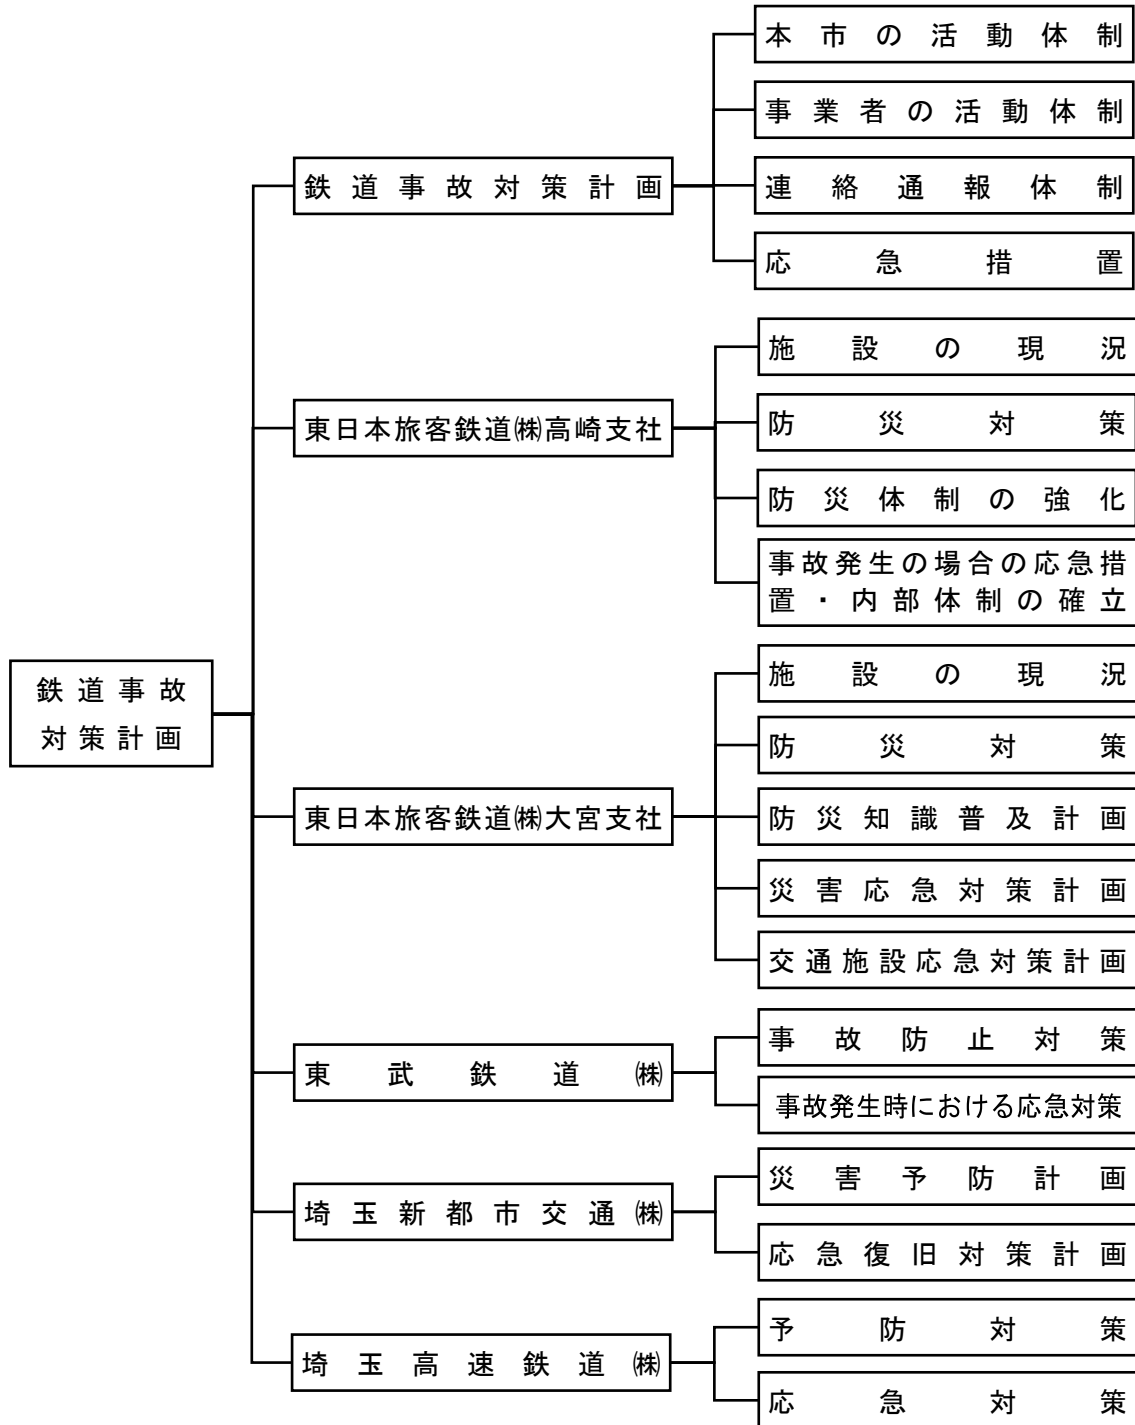 鉄道事故
対策計画
鉄道事故対策計画
本市の活動体制
事業者の活動体制
連絡通報体制
応急措置
東日本旅客鉄道㈱高崎支社
施設の現況
防災対策
防災体制の強化
事故発生の場合の応急措
置・内部体制の確立
東日本旅客鉄道㈱大宮支社
施設の現況
防災対策
防災知識普及計画
災害応急対策計画
交通施設応急対策計画
東武鉄道㈱
事故防止対策
事故発生時における応急対策
埼玉新都市交通㈱
災害予防計画
応急復旧対策計画
埼玉高速鉄道㈱
予防対策
応急対策